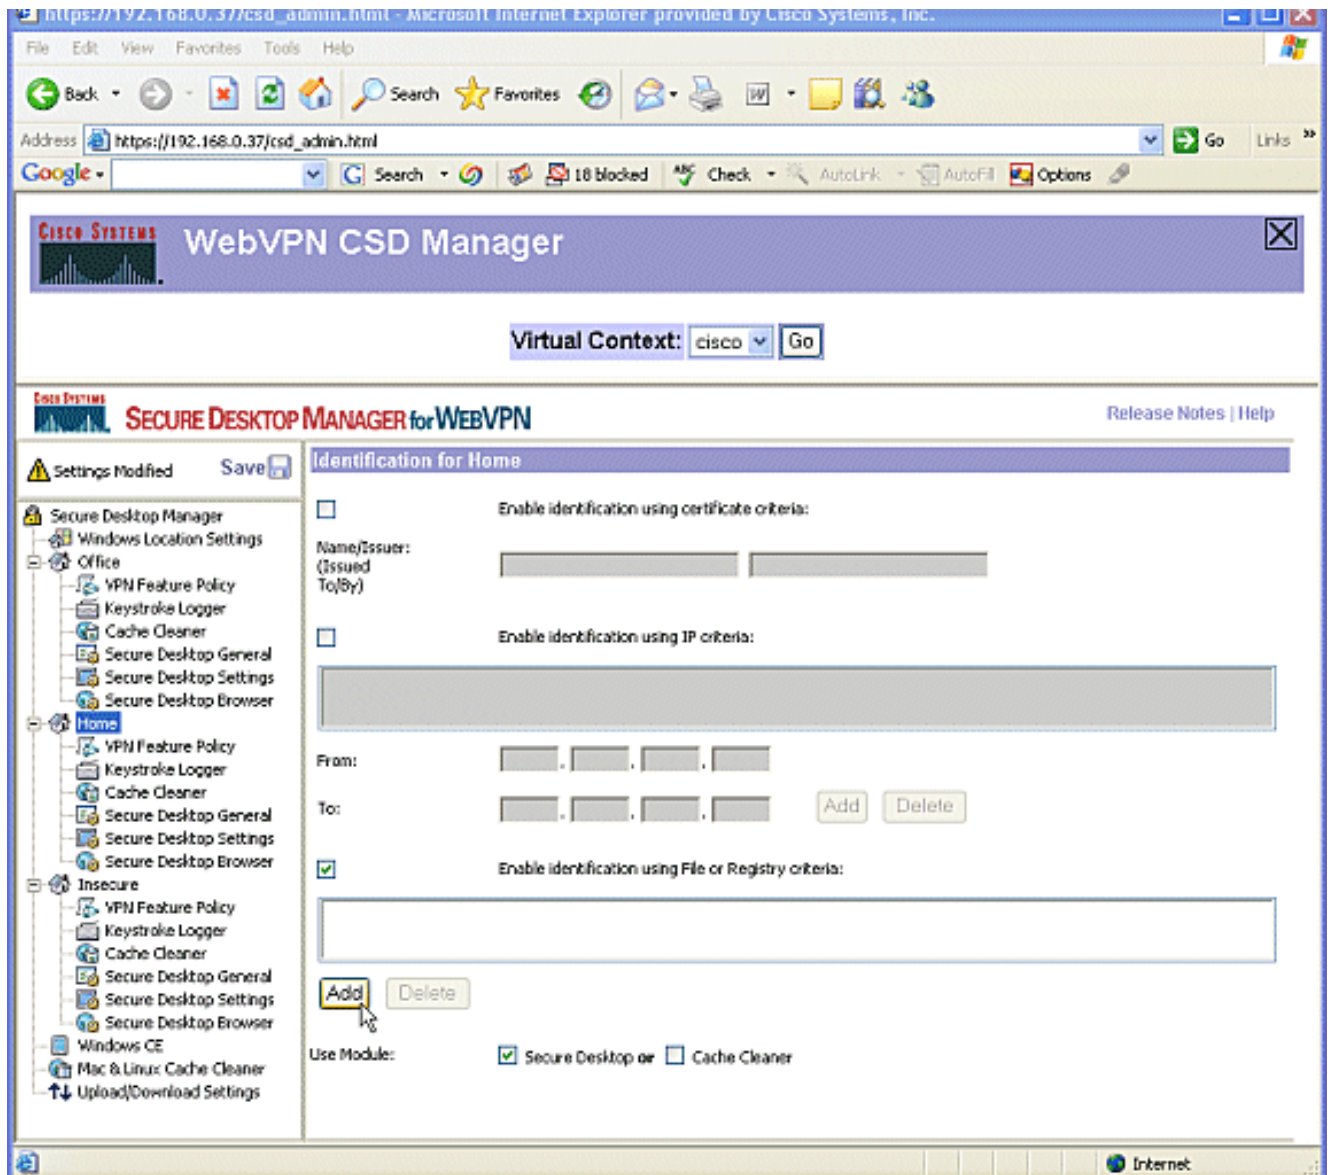 https://192.168.0.37/csd_admin.html - Microsoft Internet Explorer provided by Cisco Systems, Inc.
File Edit View Favorites Tools Help
Back Search Favorites
Address https://192.168.0.37/csd_admin.html Go Links »
Google Search 18 blocked Check AutoLink AutoFill Options
CISCO SYSTEMS WebVPN CSD Manager
Virtual Context: cisco Go
CISCO SYSTEMS SECURE DESKTOP MANAGER for WEBVPN Release Notes | Help
Settings Modified Save
Secure Desktop Manager
Windows Location Settings
Office
VPN Feature Policy
Keystroke Logger
Cache Cleaner
Secure Desktop General
Secure Desktop Settings
Secure Desktop Browser
Home
VPN Feature Policy
Keystroke Logger
Cache Cleaner
Secure Desktop General
Secure Desktop Settings
Secure Desktop Browser
Insecure
VPN Feature Policy
Keystroke Logger
Cache Cleaner
Secure Desktop General
Secure Desktop Settings
Secure Desktop Browser
Windows CE
Mac & Linux Cache Cleaner
Upload/Download Settings
Identification for Home
Enable identification using certificate criteria:
Name/Issuer:
(Issued
To/By)
Enable identification using IP criteria:
From: . . .
To: . . . Add Delete
Enable identification using File or Registry criteria:
Add Delete
Use Module: Secure Desktop or Cache Cleaner
Internet